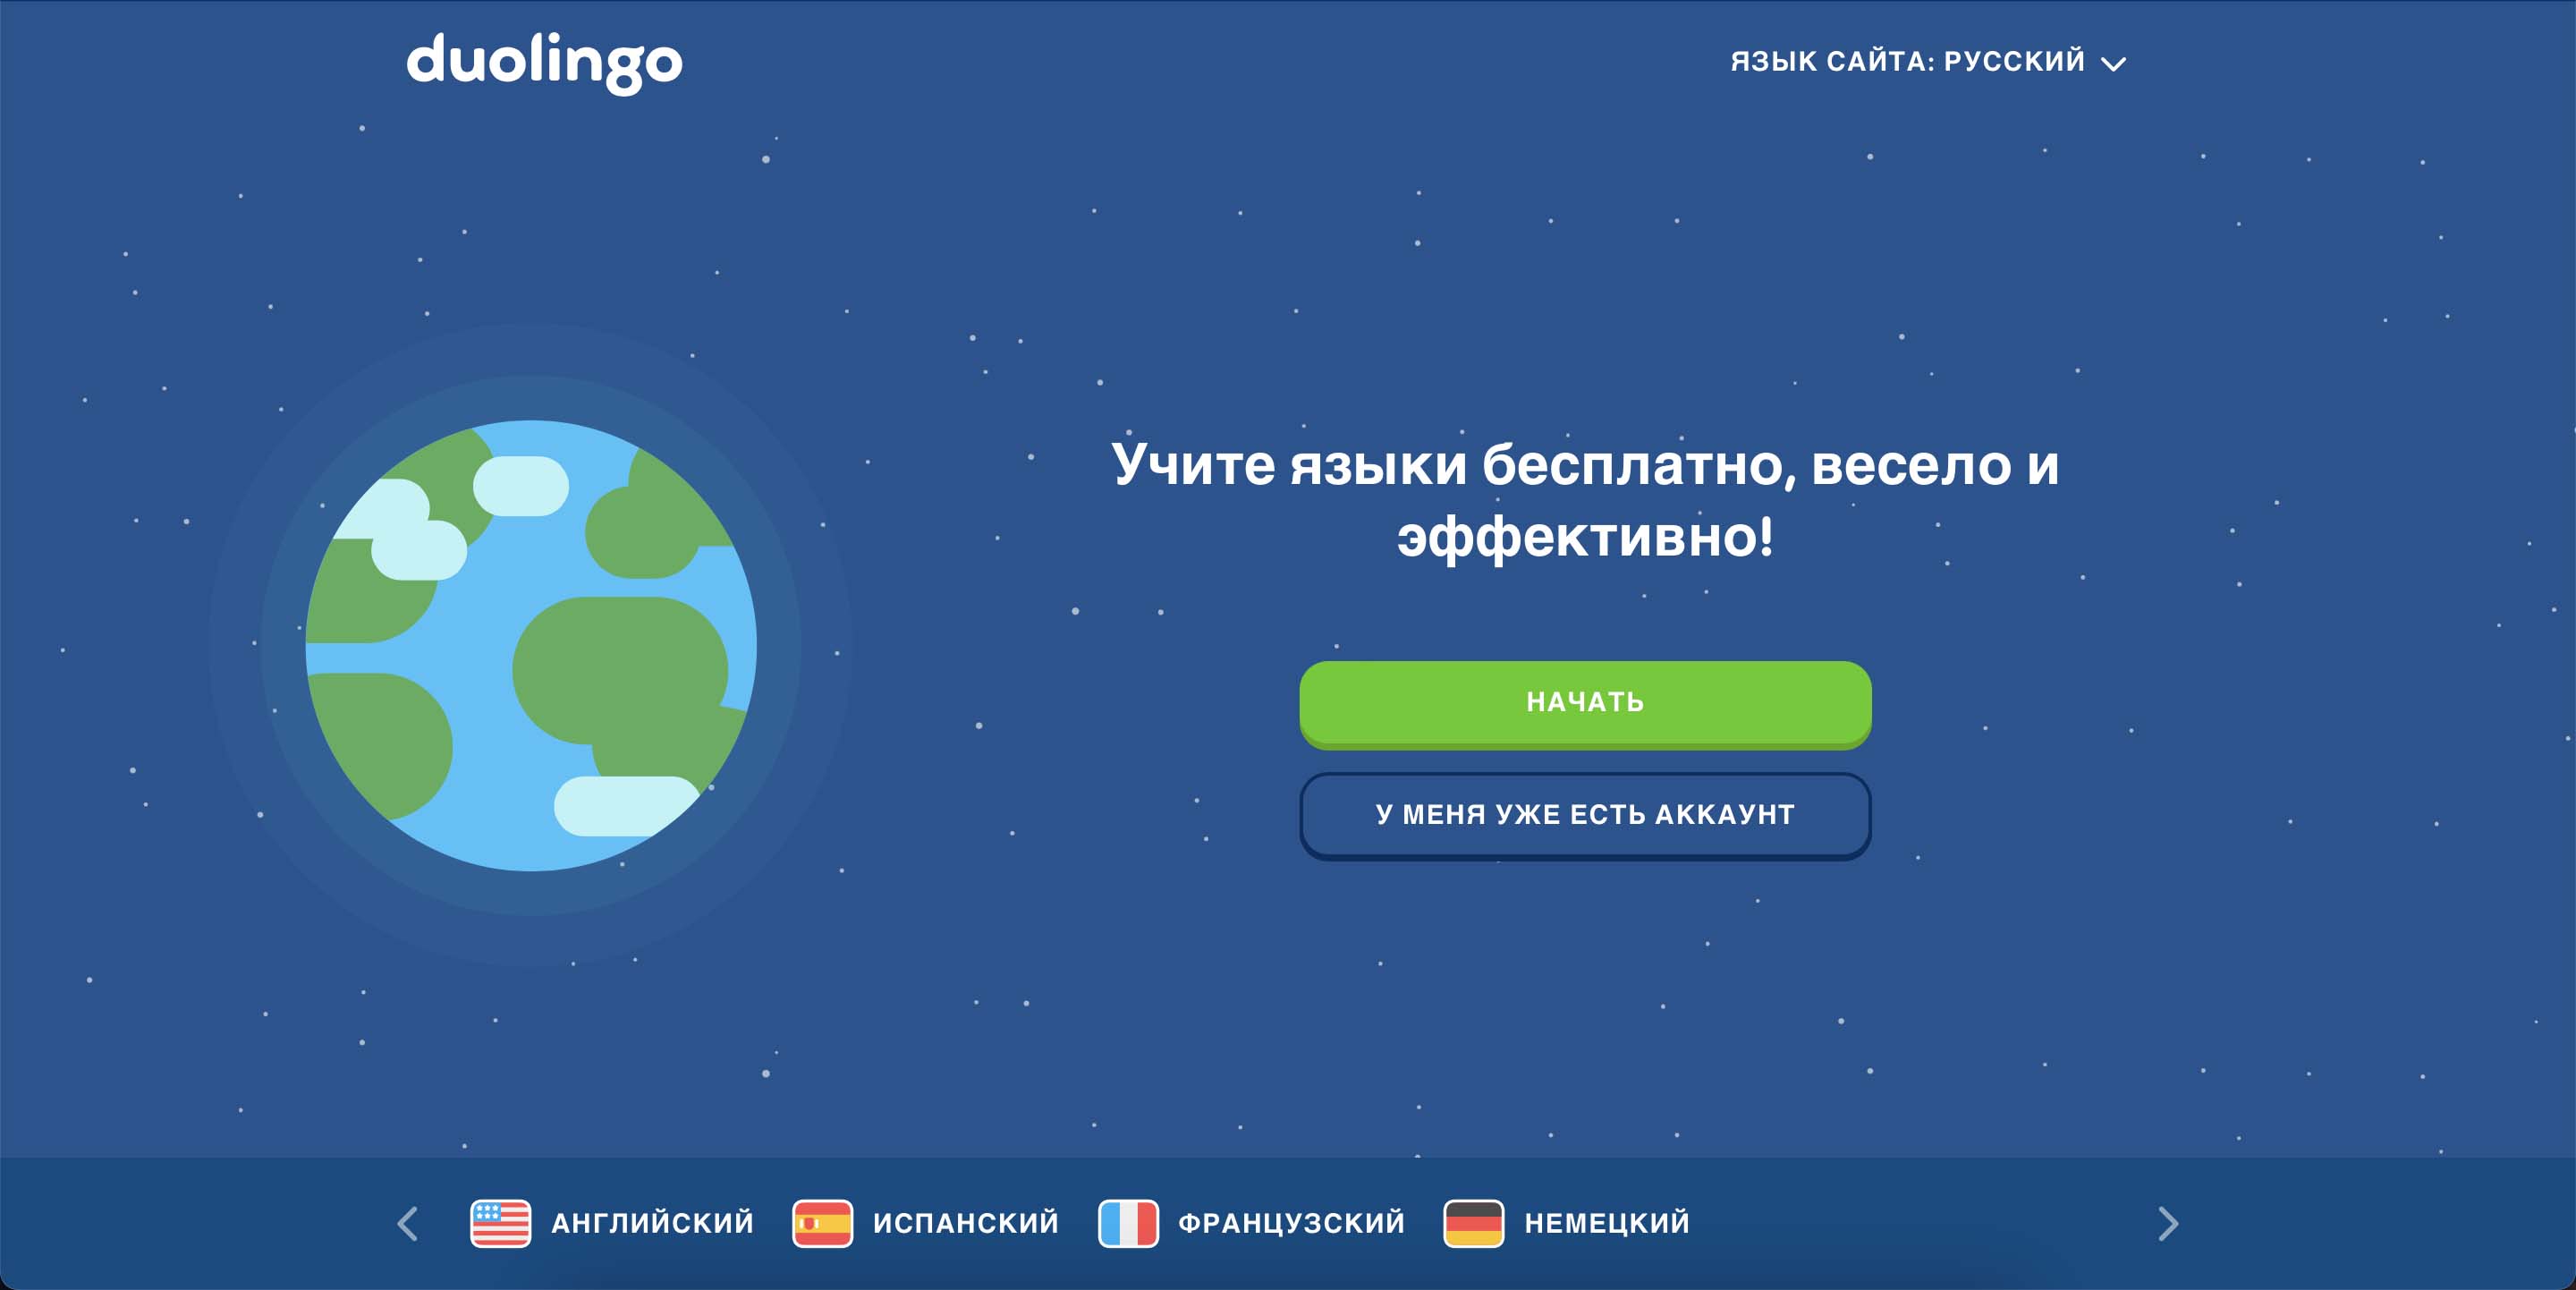 duolingo
ЯЗЫК САЙТА: РУССКИЙ
Учите языки бесплатно, весело и
эффективно!
НАЧАТЬ
У МЕНЯ УЖЕ ЕСТЬ АККАУНТ
АНГЛИЙСКИЙ
ИСПАНСКИЙ
ФРАНЦУЗСКИЙ
НЕМЕЦКИЙ